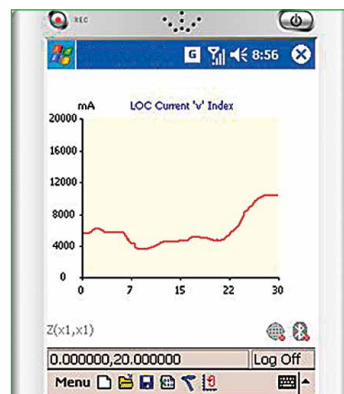 REC
G 8:56
mA LOC Current 'v' Index
20000
16000
12000
8000
4000
0
0 7 15 22 30
Z(x1,x1)
0.000000,20.000000 Log Off
Menu